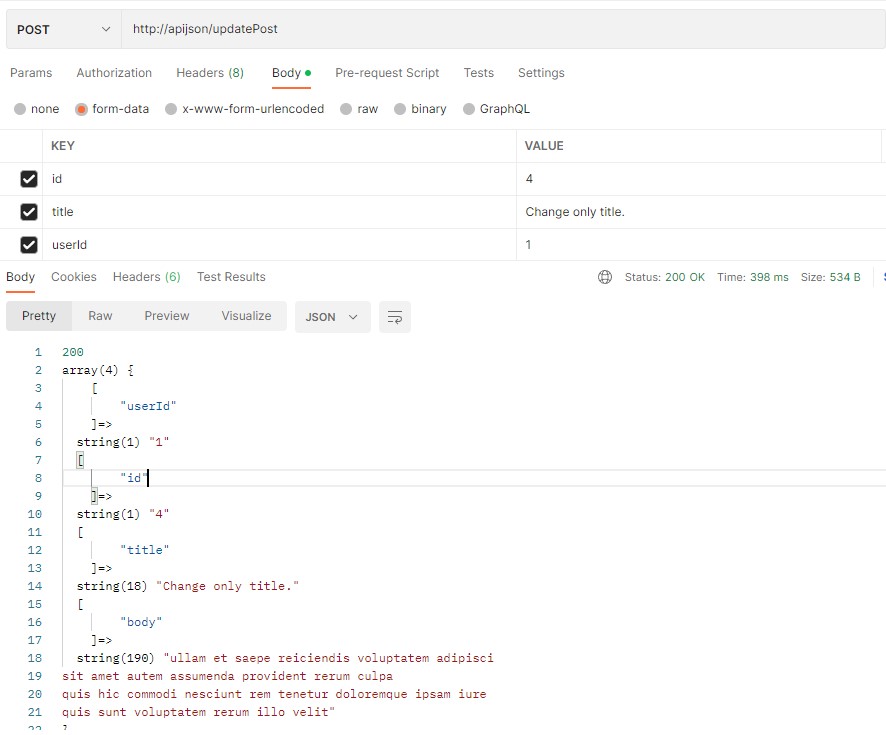 POST http://apijson/updatePost
Params Authorization Headers (8) Body Pre-request Script Tests Settings
none form-data x-www-form-urlencoded raw binary GraphQL
KEY VALUE
id 4
title Change only title.
userId 1
Body Cookies Headers (6) Test Results Status: 200 OK Time: 398 ms Size: 534 B
Pretty Raw Preview Visualize JSON
1 200
2 array(4) {
3 [
4 "userId"
5 ]=>
6 string(1) "1"
7 [
8 "id"
9 ]=>
10 string(1) "4"
11 [
12 "title"
13 ]=>
14 string(18) "Change only title."
15 [
16 "body"
17 ]=>
18 string(190) "ullam et saepe reiciendis voluptatem adipisci
19 sit amet autem assumenda provident rerum culpa
20 quis hic commodi nesciunt rem tenetur doloremque ipsam iure
21 quis sunt voluptatem rerum illo velit"